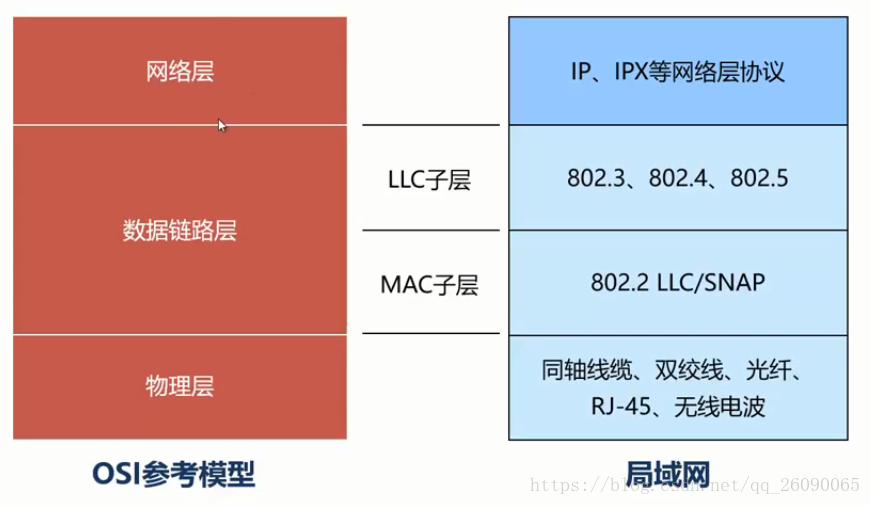 网络层
IP、IPX等网络层协议
数据链路层
LLC子层
802.3、802.4、802.5
MAC子层
802.2 LLC/SNAP
物理层
同轴线缆、双绞线、光纤、
RJ-45、无线电波
OSI参考模型
局域网
https://blog.csdn.net/qq_26090065